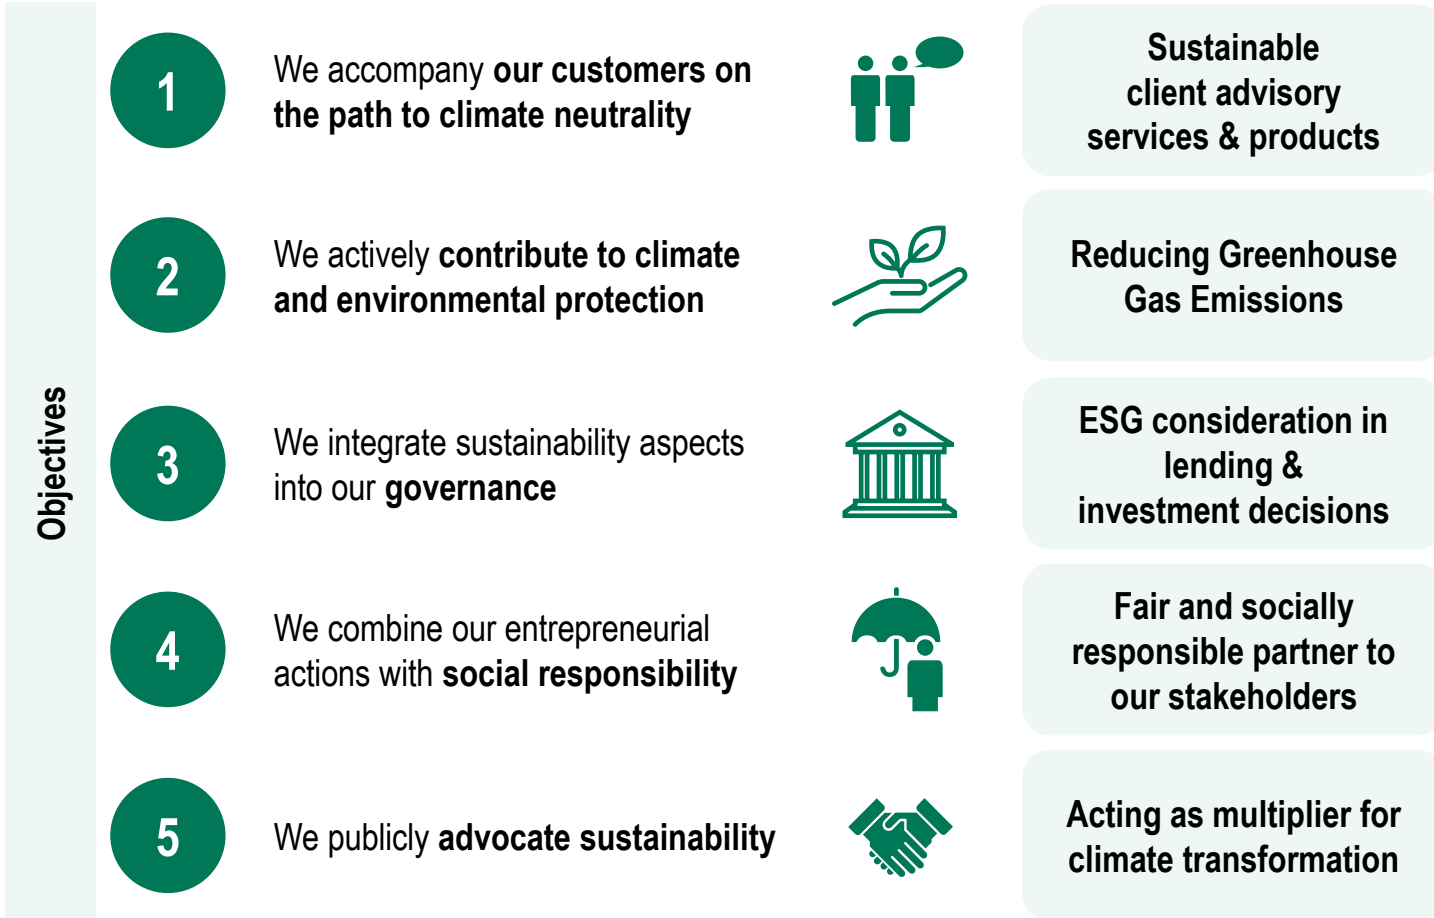 Objectives
1
We accompany our customers on
the path to climate neutrality
Sustainable
client advisory
services & products
2
We actively contribute to climate
and environmental protection
Reducing Greenhouse
Gas Emissions
3
We integrate sustainability aspects
into our governance
ESG consideration in
lending &
investment decisions
4
We combine our entrepreneurial
actions with social responsibility
Fair and socially
responsible partner to
our stakeholders
5
We publicly advocate sustainability
Acting as multiplier for
climate transformation